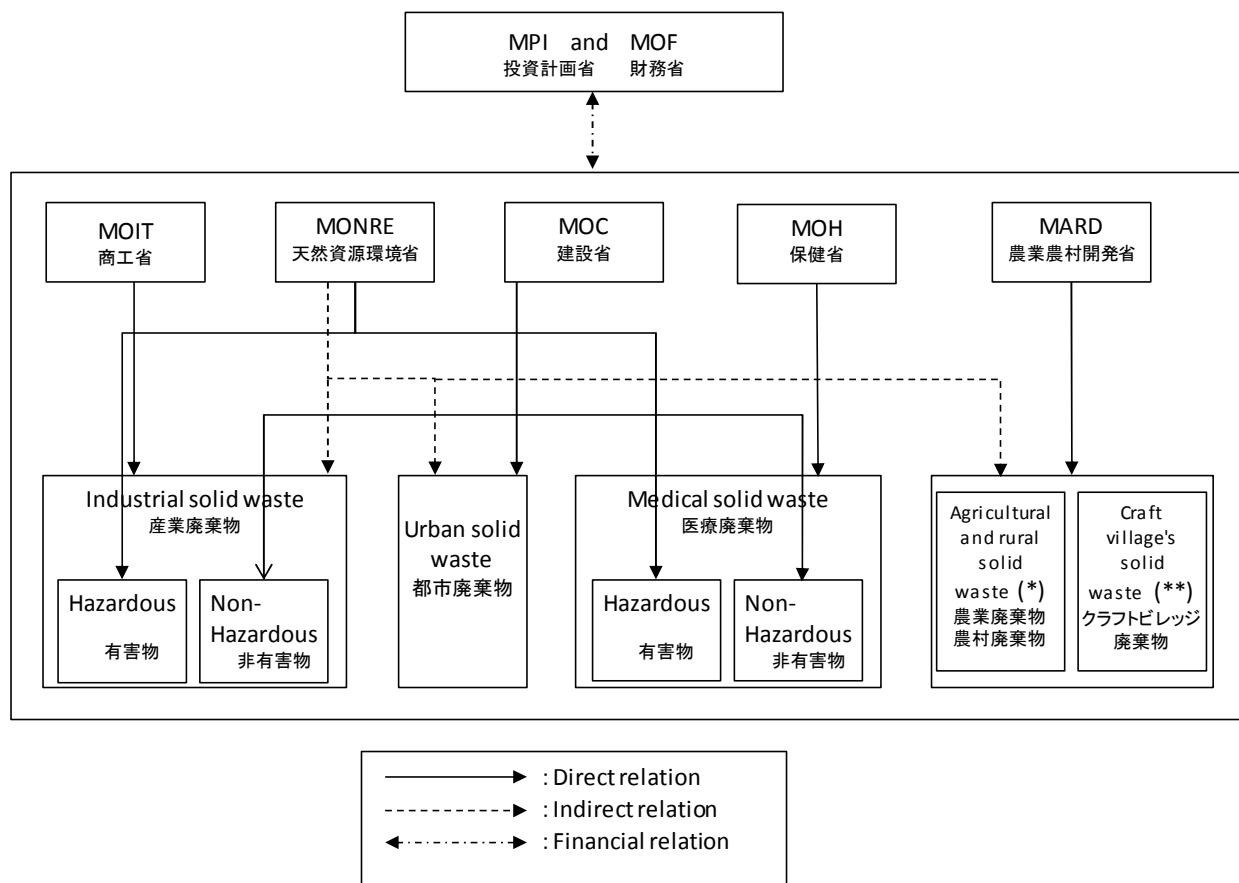 MPI and MOF
投資計画省 財務省
MOIT
商工省
MONRE
天然資源環境省
MOC
建設省
MOH
保健省
MARD
農業農村開発省
Industrial solid waste
産業廃棄物
Hazardous
有害物
Non-
Hazardous
非有害物
Urban solid
waste
都市廃棄物
Medical solid waste
医療廃棄物
Hazardous
有害物
Non-
Hazardous
非有害物
Agricultural
and rural
solid
waste (*)
農業廃棄物
農村廃棄物
Craft
village's
solid
waste (**)
クラフトビレッジ
廃棄物
: Direct relation
: Indirect relation
: Financial relation